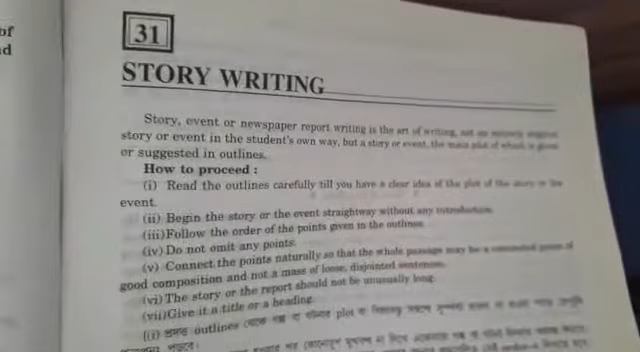 of
d
31
STORY WRITING
Story, event or newspaper report writing is the art of writing, not an entirely original
story or event in the student's own way, but a story or event, the main plot of which is given
or suggested in outlines.
How to proceed :
(i) Read the outlines carefully till you have a clear idea of the plot of the story or the
event.
(ii) Begin the story or the event straightway without any introduction.
(iii) Follow the order of the points given in the outlines.
(iv) Do not omit any points.
(v) Connect the points naturally so that the whole passage may be a connected piece of
good composition and not a mass of loose, disjointed sentences.
(vi) The story or the report should not be unusually long.
(vii) Give it a title or a heading.
[(i) প্রদত্ত outlines থেকে গল্প বা ঘটনার plot বা